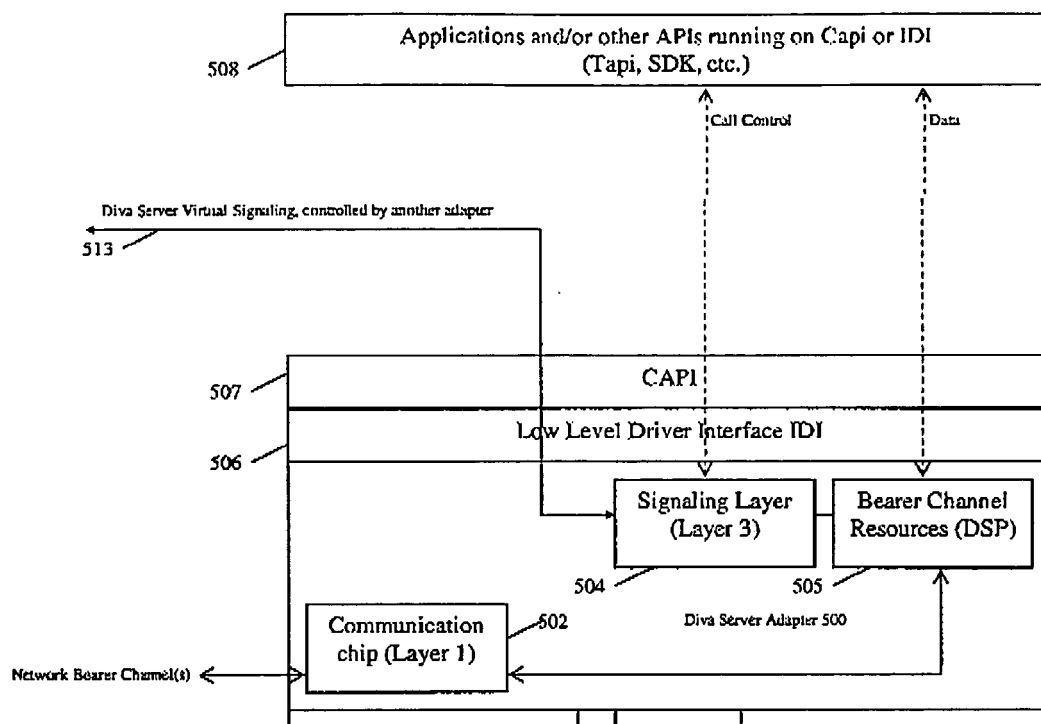 Applications and/or other APIs running on Capi or IDI
(Tapi, SDK, etc.)
508
Call Control
Data
Diva Server Virtual Signaling, controlled by another adapter
513
CAPI
507
Low Level Driver Interface IDI
506
Signaling Layer
(Layer 3)
Bearer Channel
Resources (DSP)
504
505
Communication
chip (Layer 1)
502
Diva Server Adapter 500
Network Bearer Channel(s)